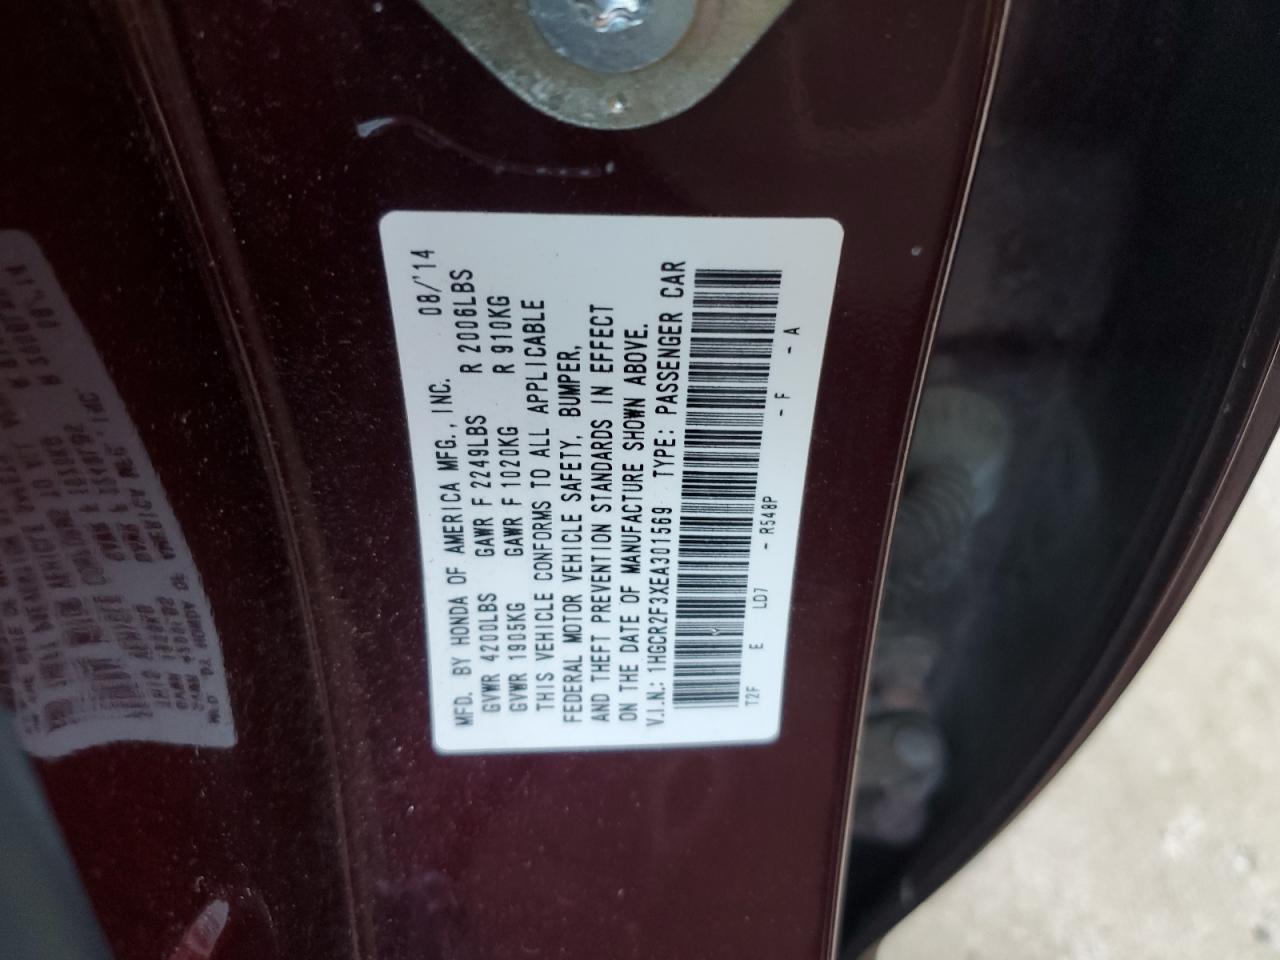 MFD. BY HONDA OF AMERICA MFG., INC. 08/'14
GVWR 4200LBS GAWR F 2249LBS R 2006LBS
GVWR 1905KG GAWR F 1020KG R 910KG
THIS VEHICLE CONFORMS TO ALL APPLICABLE
FEDERAL MOTOR VEHICLE SAFETY, BUMPER,
AND THEFT PREVENTION STANDARDS IN EFFECT
ON THE DATE OF MANUFACTURE SHOWN ABOVE.
V.I.N.: 1HGCR2F3XEA301569 TYPE: PASSENGER CAR
T2F E LD7 - R548P - F - A